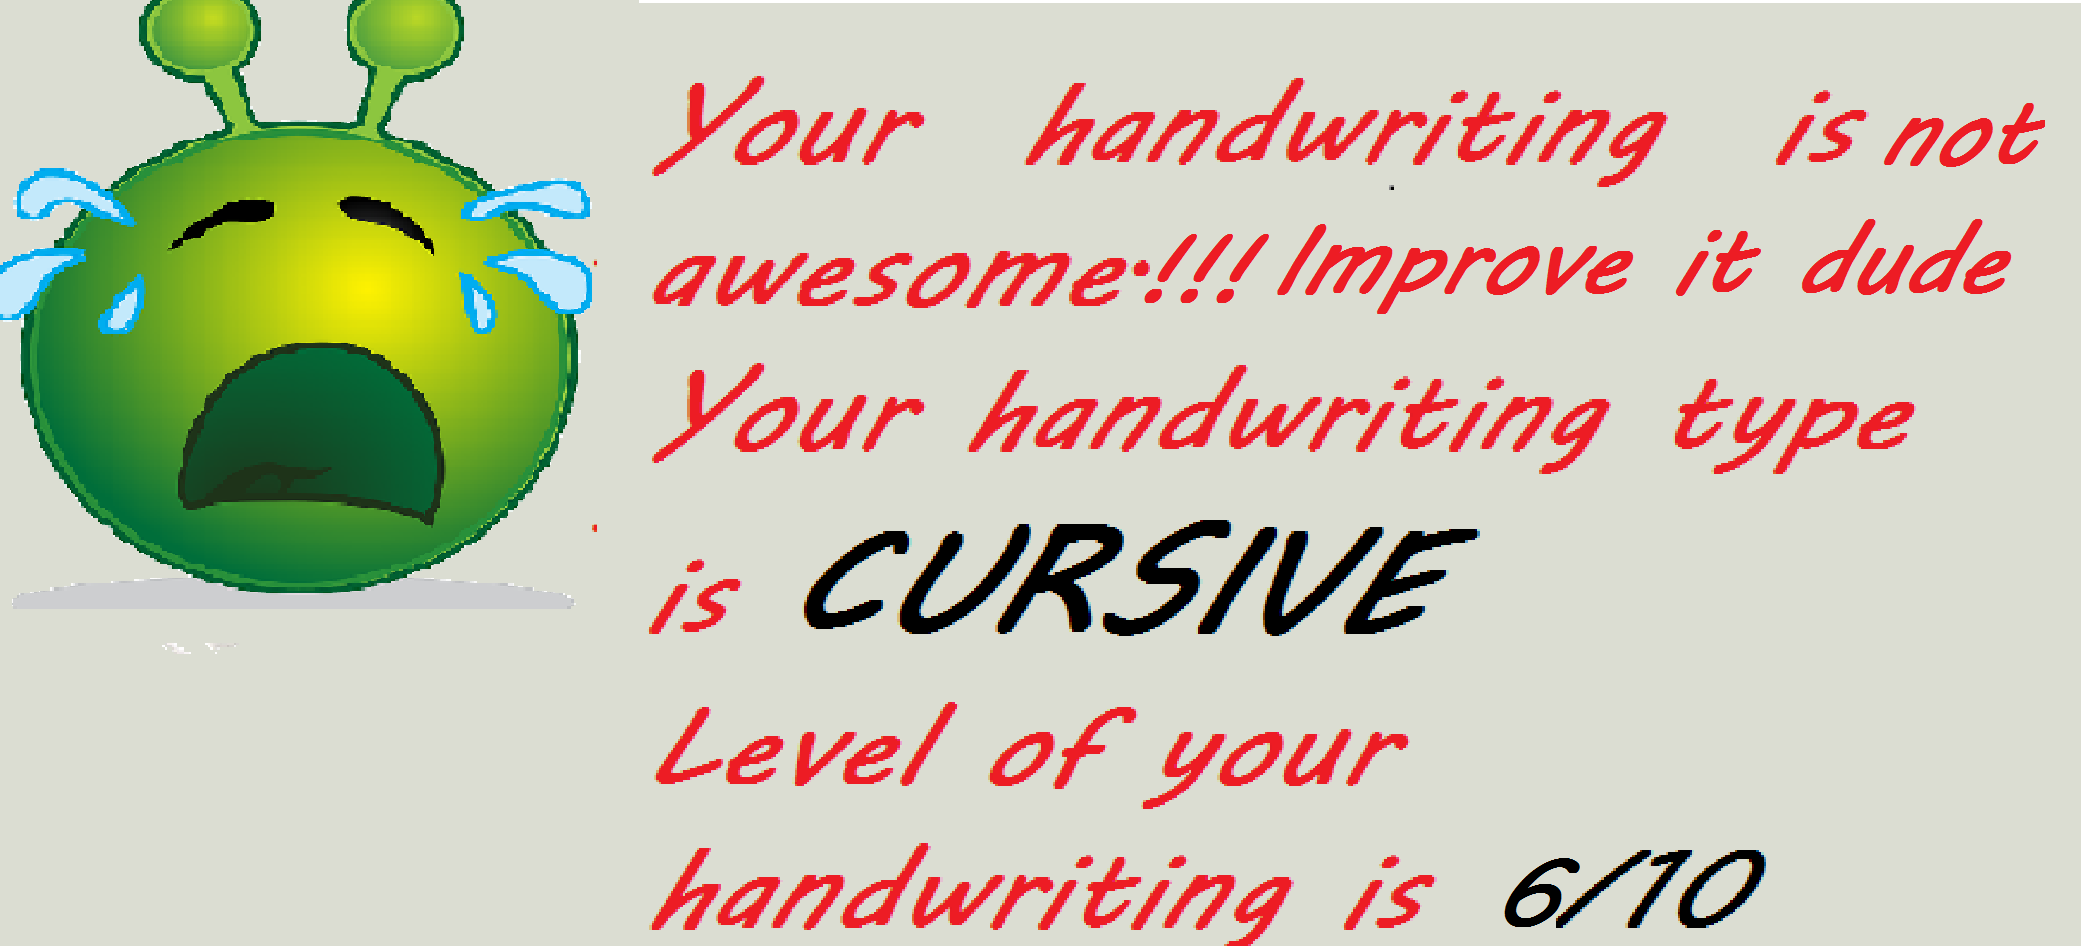 Your handwriting is not
awesome.!!! Improve it dude
Your handwriting type
is CURSIVE
Level of your
handwriting is 6/10